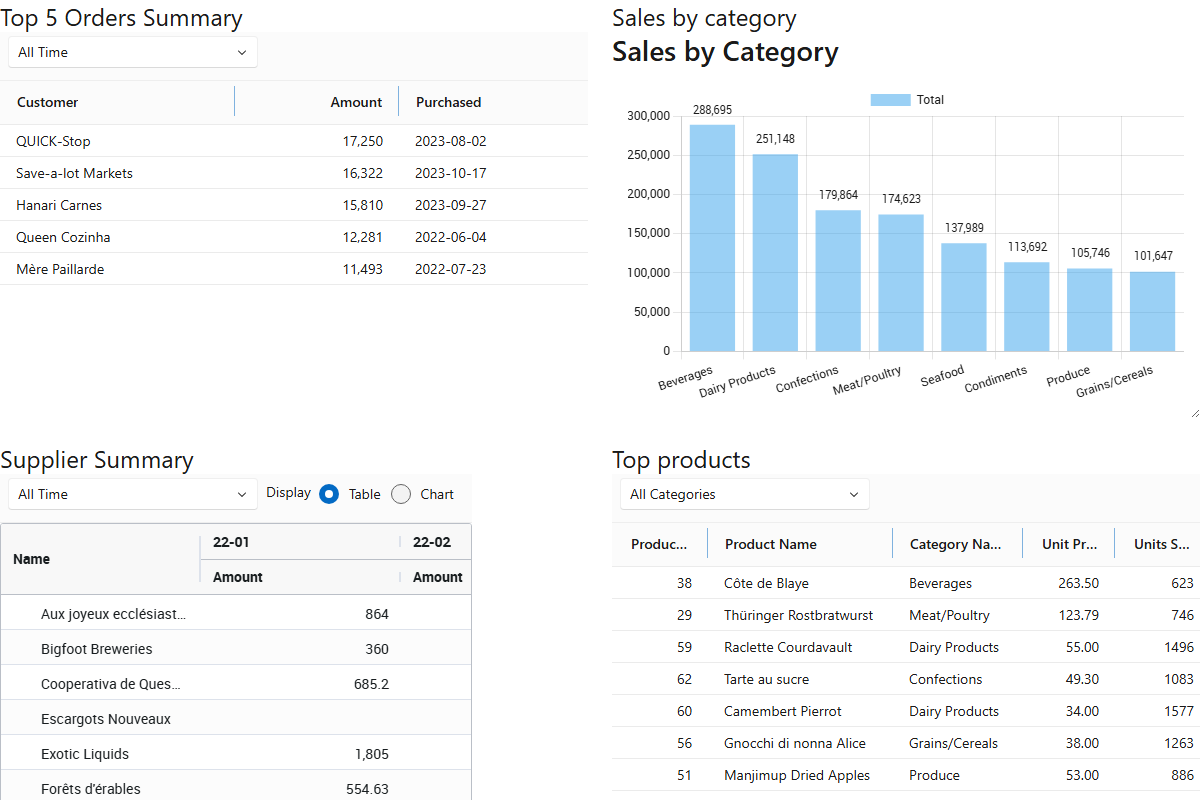 Top 5 Orders Summary
All Time
Customer Amount Purchased
QUICK-Stop 17,250 2023-08-02
Save-a-lot Markets 16,322 2023-10-17
Hanari Carnes 15,810 2023-09-27
Queen Cozinha 12,281 2022-06-04
Mère Paillarde 11,493 2022-07-23
Sales by category
Sales by Category
Total
300,000
250,000
200,000
150,000
100,000
50,000
0
288,695
251,148
179,864
174,623
137,989
113,692
105,746
101,647
Beverages
Dairy Products
Confections
Meat/Poultry
Seafood
Condiments
Produce
Grains/Cereals
Supplier Summary
All Time Display Table Chart
Name 22-01 22-02
Amount Amount
Aux joyeux ecclésiast... 864
Bigfoot Breweries 360
Cooperativa de Ques... 685.2
Escargots Nouveaux
Exotic Liquids 1,805
Forêts d'érables 554.63
Top products
All Categories
Produc... Product Name Category Na... Unit Pr... Units S...
38 Côte de Blaye Beverages 263.50 623
29 Thüringer Rostbratwurst Meat/Poultry 123.79 746
59 Raclette Courdavault Dairy Products 55.00 1496
62 Tarte au sucre Confections 49.30 1083
60 Camembert Pierrot Dairy Products 34.00 1577
56 Gnocchi di nonna Alice Grains/Cereals 38.00 1263
51 Manjimup Dried Apples Produce 53.00 886